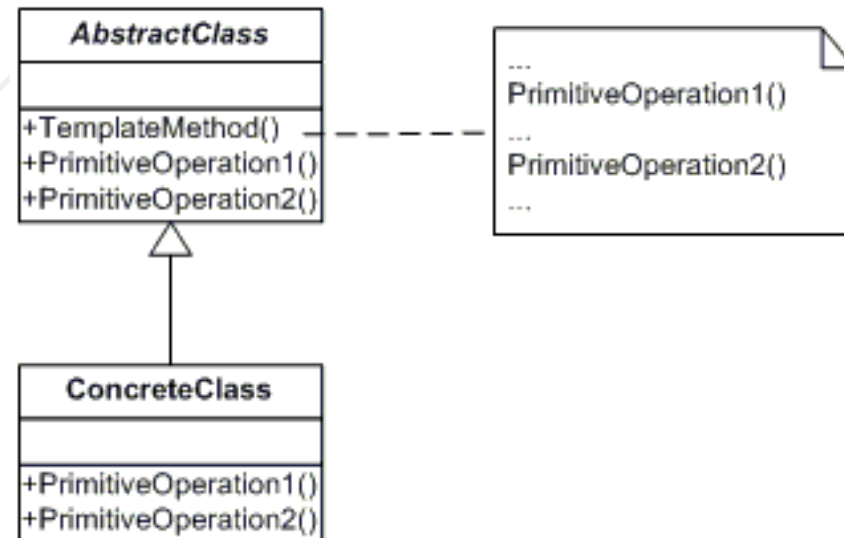 AbstractClass
+TemplateMethod()
+PrimitiveOperation1()
+PrimitiveOperation2()
...
PrimitiveOperation1()
...
PrimitiveOperation2()
...
ConcreteClass
+PrimitiveOperation1()
+PrimitiveOperation2()